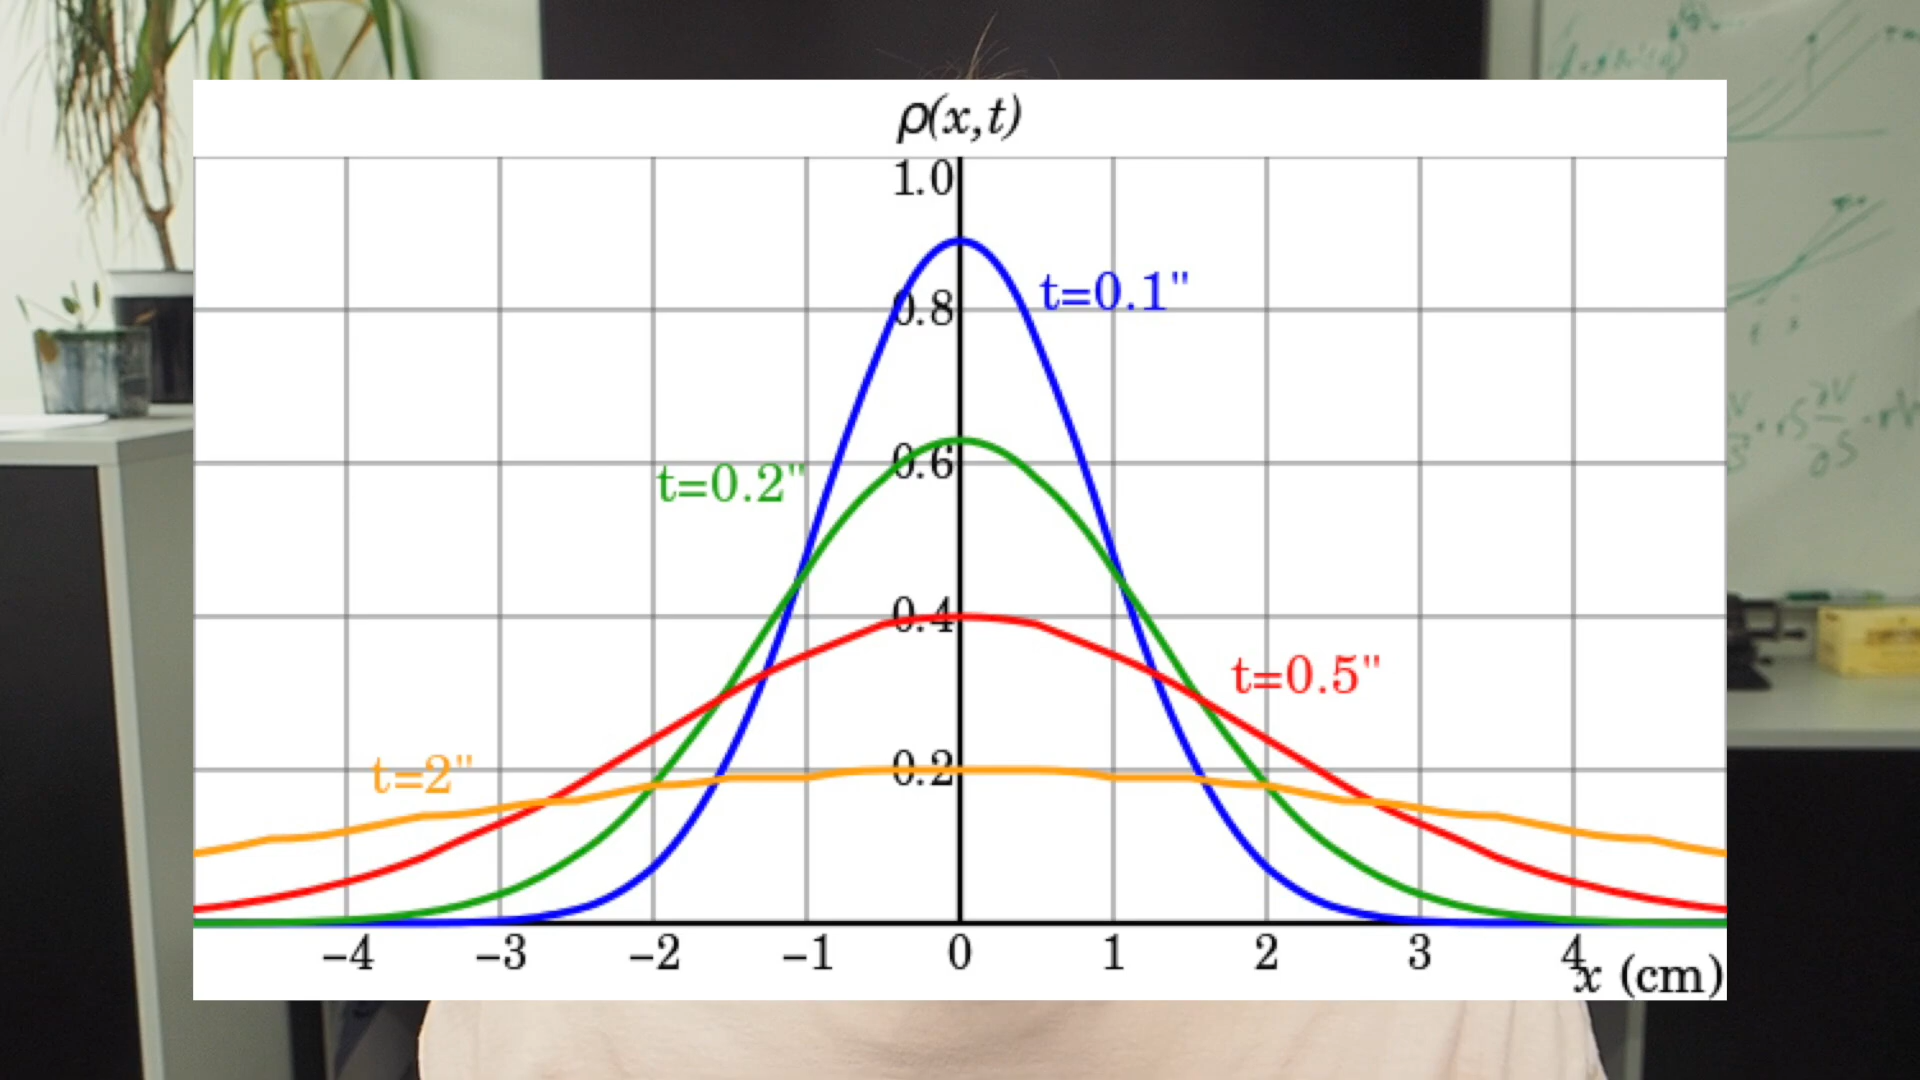 ρ(x,t)
1.0
t=0.1"
0.8
0.6
t=0.2"
0.4
t=0.5"
t=2"
0.2
−4 −3 −2 −1 0 1 2 3 4
x (cm)